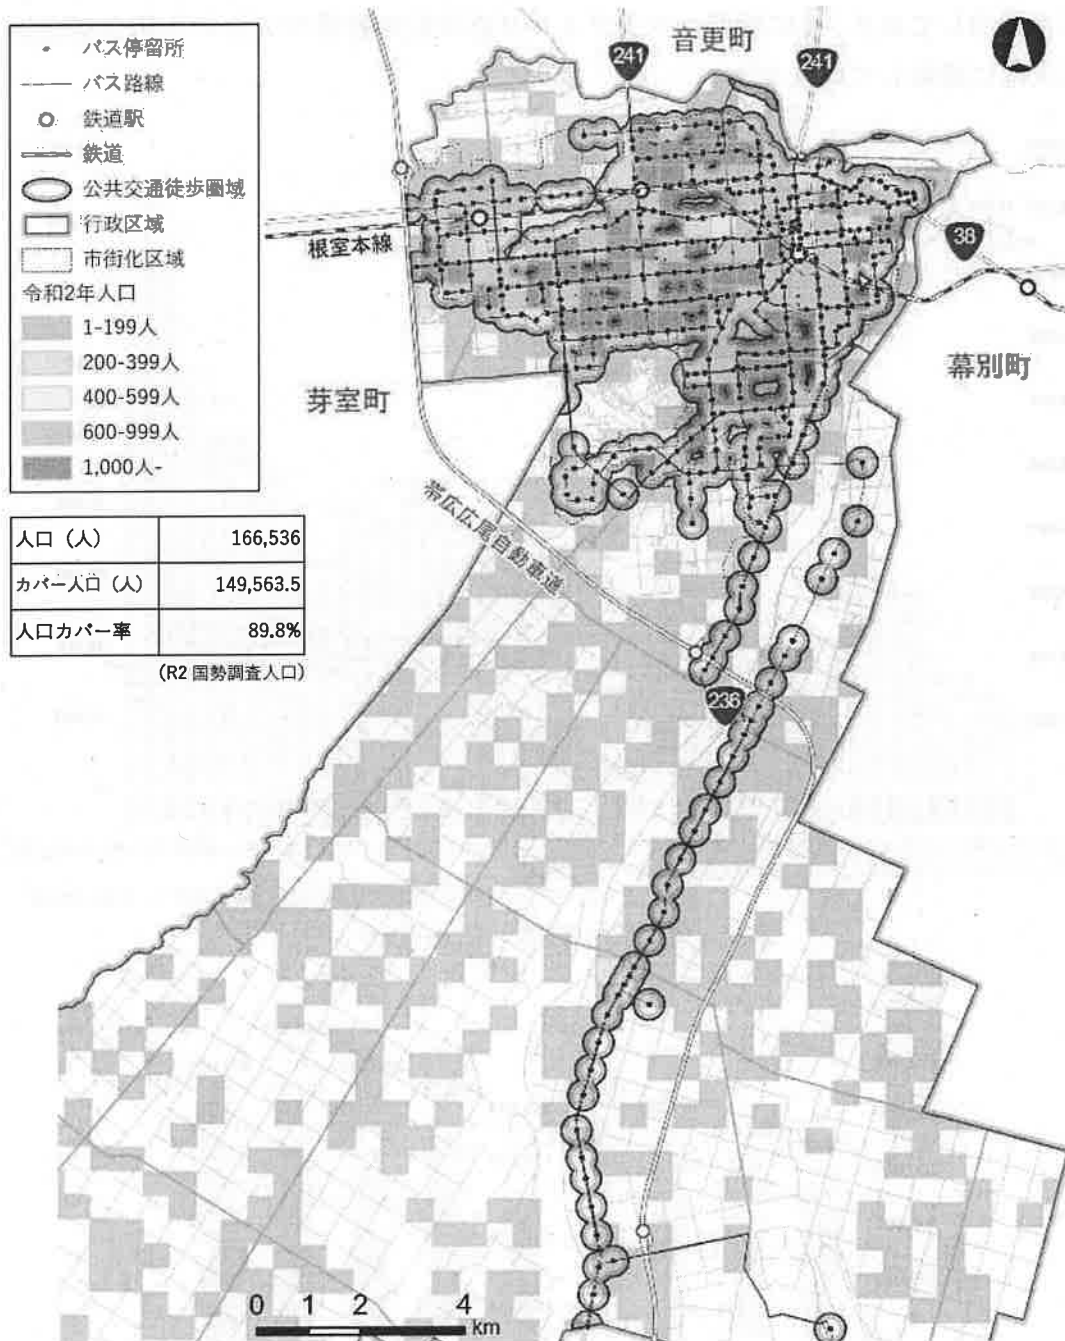 バス停留所
バス路線
鉄道駅
鉄道
公共交通徒歩圏域
行政区域
市街化区域
令和2年人口
1-199人
200-399人
400-599人
600-999人
1,000人-
人口（人） 166,536
カバー人口（人） 149,563.5
人口カバー率 89.8%
(R2 国勢調査人口)
音更町
241
241
38
根室本線
幕別町
芽室町
帯広広尾自動車道
236
0 1 2 4
km